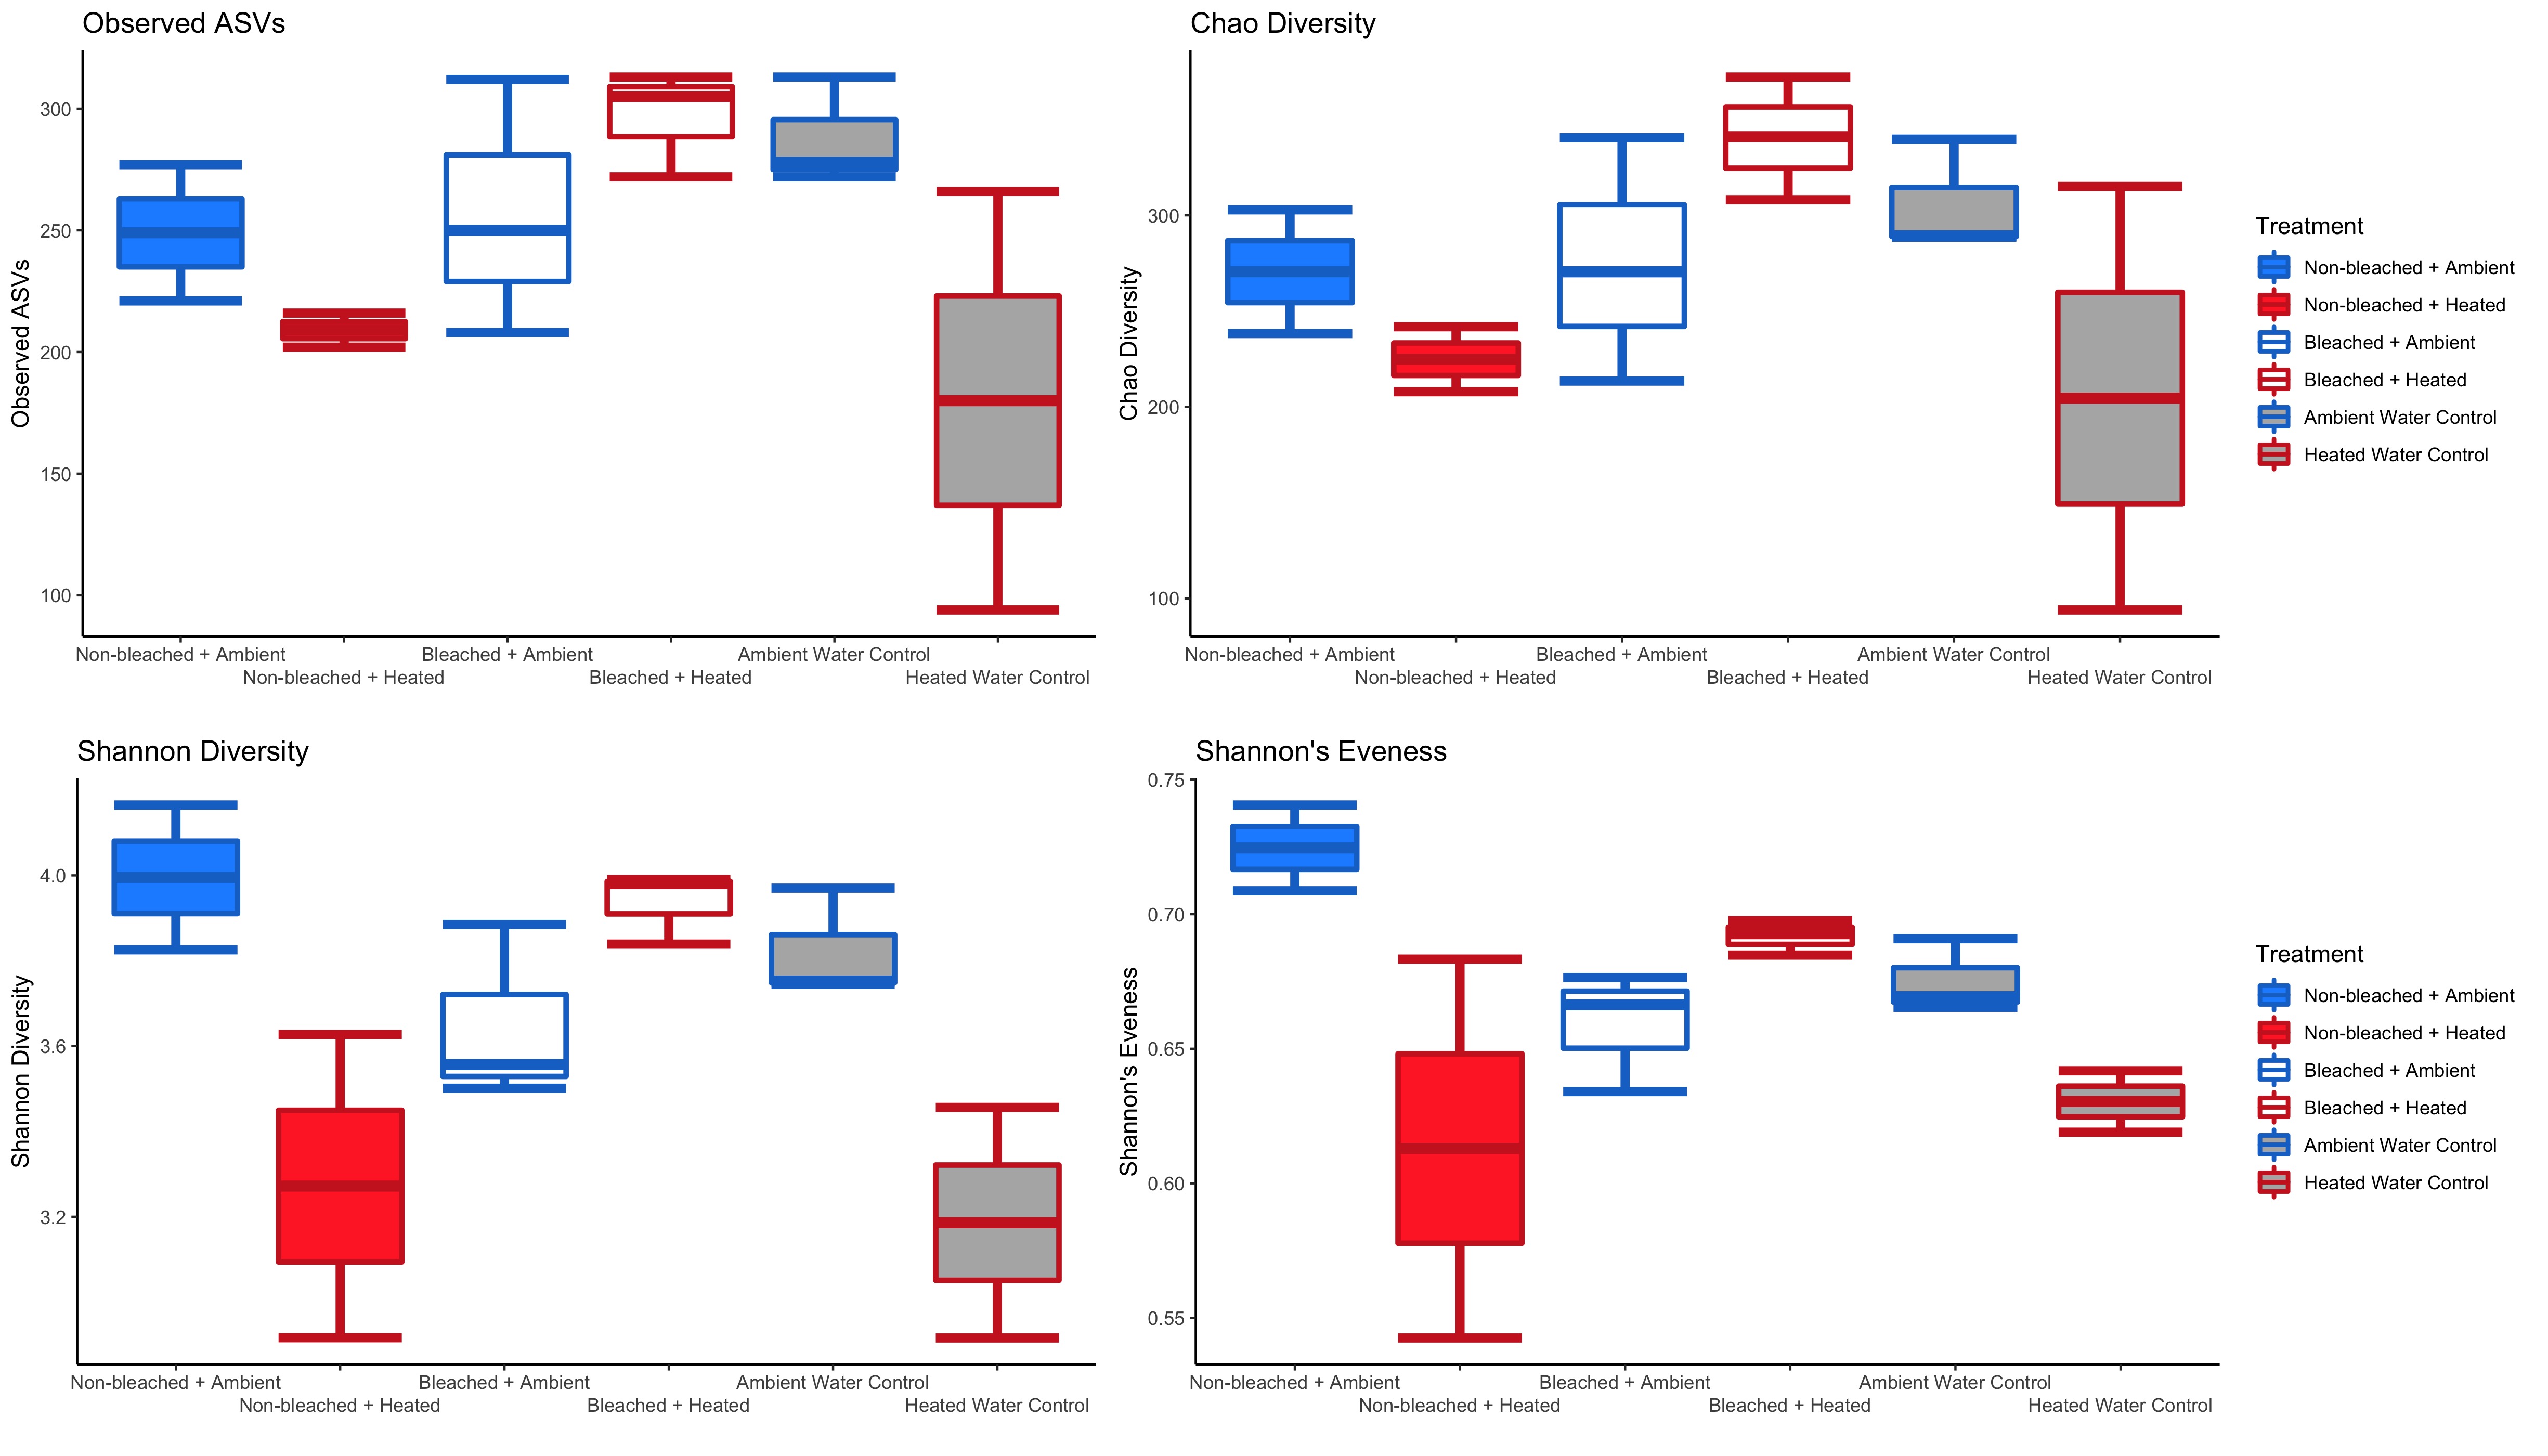 Observed ASVs
Observed ASVs
300
250
200
150
100
Non-bleached + Ambient
Non-bleached + Heated
Bleached + Ambient
Bleached + Heated
Ambient Water Control
Heated Water Control
Chao Diversity
Chao Diversity
300
200
100
Non-bleached + Ambient
Non-bleached + Heated
Bleached + Ambient
Bleached + Heated
Ambient Water Control
Heated Water Control
Treatment
Non-bleached + Ambient
Non-bleached + Heated
Bleached + Ambient
Bleached + Heated
Ambient Water Control
Heated Water Control
Shannon Diversity
Shannon Diversity
4.0
3.6
3.2
Non-bleached + Ambient
Non-bleached + Heated
Bleached + Ambient
Bleached + Heated
Ambient Water Control
Heated Water Control
Shannon's Eveness
Shannon's Eveness
0.75
0.70
0.65
0.60
0.55
Non-bleached + Ambient
Non-bleached + Heated
Bleached + Ambient
Bleached + Heated
Ambient Water Control
Heated Water Control
Treatment
Non-bleached + Ambient
Non-bleached + Heated
Bleached + Ambient
Bleached + Heated
Ambient Water Control
Heated Water Control